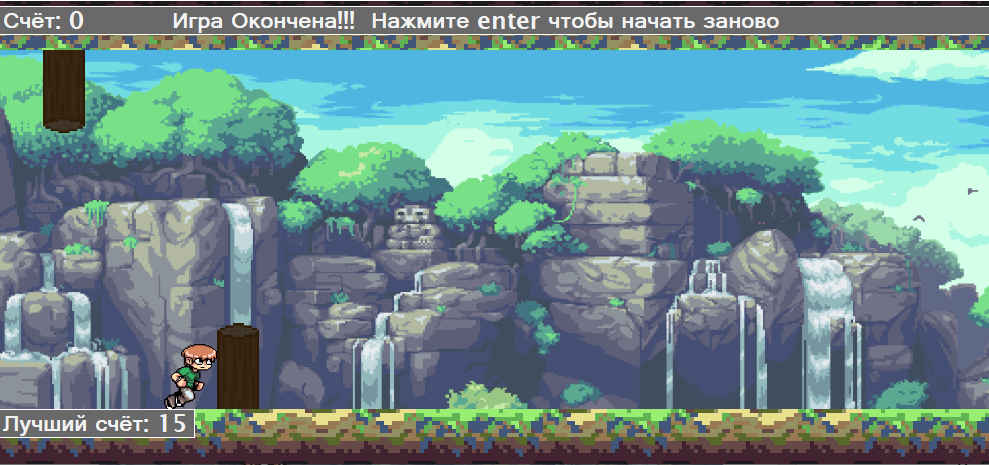 Счёт: 0 Игра Окончена!!! Нажмите enter чтобы начать заново
Лучший счёт: 15